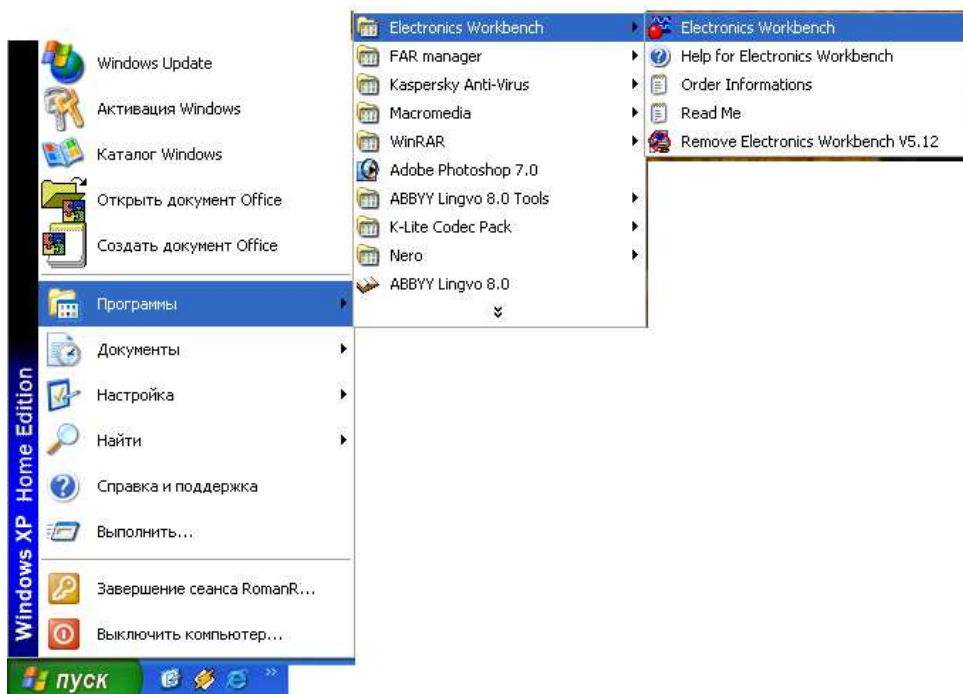 Windows Update
Активация Windows
Каталог Windows
Открыть документ Office
Создать документ Office
Программы
Документы
Настройка
Найти
Справка и поддержка
Выполнить...
Завершение сеанса RomanR...
Выключить компьютер...
Windows XP Home Edition
пуск
Electronics Workbench
FAR manager
Kaspersky Anti-Virus
Macromedia
WinRAR
Adobe Photoshop 7.0
ABBYY Lingvo 8.0 Tools
K-Lite Codec Pack
Nero
ABBYY Lingvo 8.0
Electronics Workbench
Help for Electronics Workbench
Order Informations
Read Me
Remove Electronics Workbench V5.12